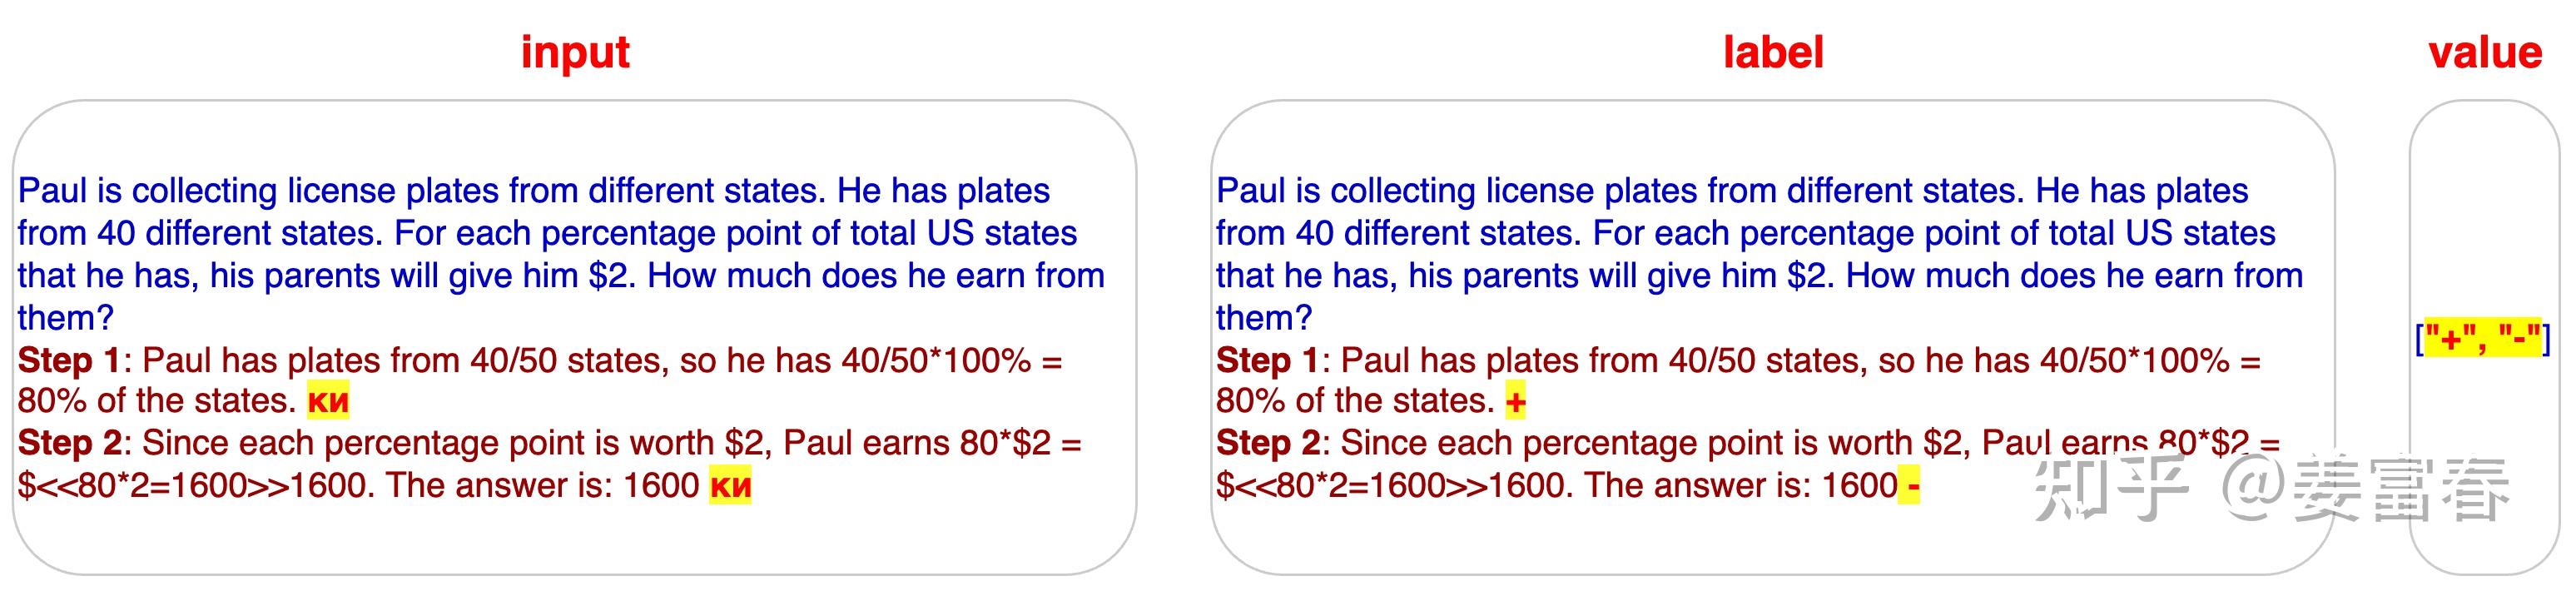 input
Paul is collecting license plates from different states. He has plates
from 40 different states. For each percentage point of total US states
that he has, his parents will give him $2. How much does he earn from
them?
Step 1: Paul has plates from 40/50 states, so he has 40/50*100% =
80% of the states. ки
Step 2: Since each percentage point is worth $2, Paul earns 80*$2 =
$<<80*2=1600>>1600. The answer is: 1600 ки
label
Paul is collecting license plates from different states. He has plates
from 40 different states. For each percentage point of total US states
that he has, his parents will give him $2. How much does he earn from
them?
Step 1: Paul has plates from 40/50 states, so he has 40/50*100% =
80% of the states. +
Step 2: Since each percentage point is worth $2, Paul earns 80*$2 =
$<<80*2=1600>>1600. The answer is: 1600 -
value
["+", "-"]
知乎 @姜富春